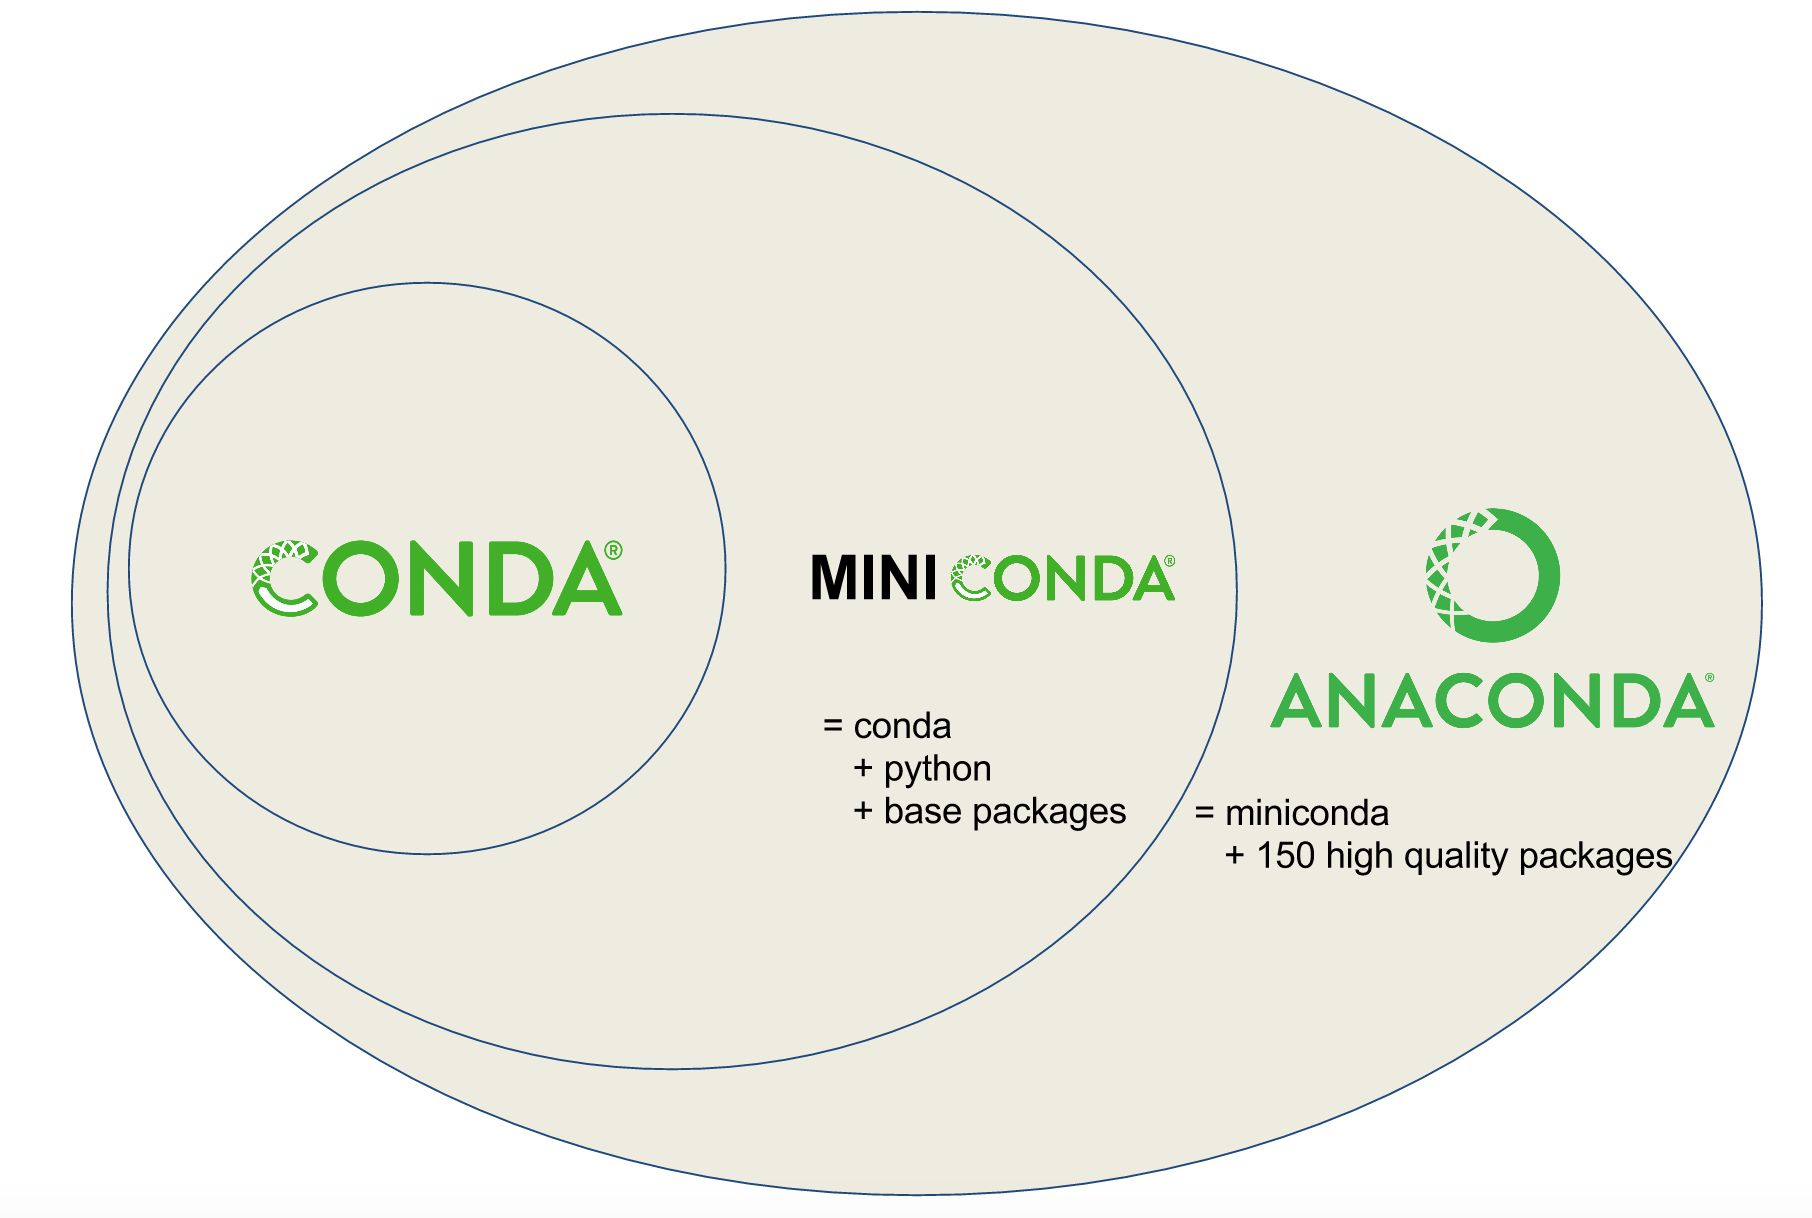 CONDA®
MINI CONDA®
= conda
+ python
+ base packages
ANACONDA®
= miniconda
+ 150 high quality packages